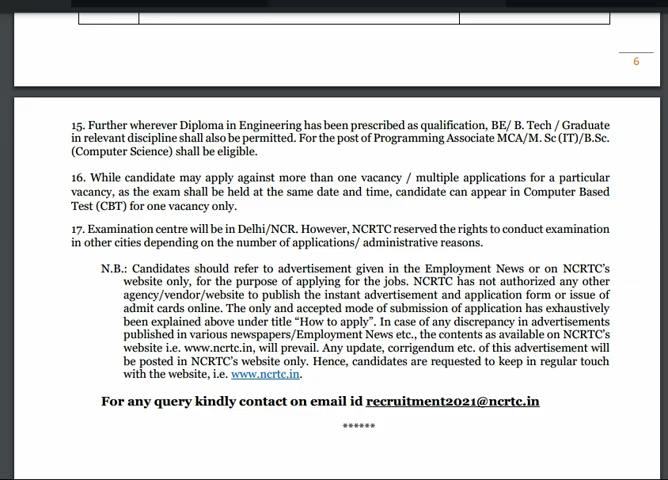 6
15. Further wherever Diploma in Engineering has been prescribed as qualification, BE/ B. Tech / Graduate
in relevant discipline shall also be permitted. For the post of Programming Associate MCA/M. Sc (IT)/B.Sc.
(Computer Science) shall be eligible.
16. While candidate may apply against more than one vacancy / multiple applications for a particular
vacancy, as the exam shall be held at the same date and time, candidate can appear in Computer Based
Test (CBT) for one vacancy only.
17. Examination centre will be in Delhi/NCR. However, NCRTC reserved the rights to conduct examination
in other cities depending on the number of applications/ administrative reasons.
N.B.: Candidates should refer to advertisement given in the Employment News or on NCRTC's
website only, for the purpose of applying for the jobs. NCRTC has not authorized any other
agency/vendor/website to publish the instant advertisement and application form or issue of
admit cards online. The only and accepted mode of submission of application has exhaustively
been explained above under title "How to apply". In case of any discrepancy in advertisements
published in various newspapers/Employment News etc., the contents as available on NCRTC's
website i.e. www.ncrtc.in, will prevail. Any update, corrigendum etc. of this advertisement will
be posted in NCRTC's website only. Hence, candidates are requested to keep in regular touch
with the website, i.e. www.ncrtc.in.
For any query kindly contact on email id recruitment2021@ncrtc.in
******